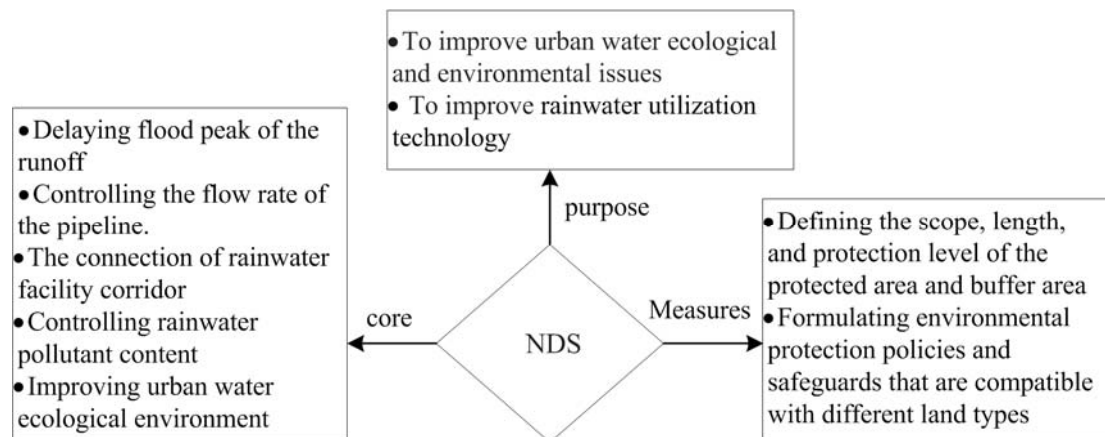 ●To improve urban water ecological
and environmental issues
● To improve rainwater utilization
technology
●Delaying flood peak of the
runoff
●Controlling the flow rate of
the pipeline.
●The connection of rainwater
facility corridor
●Controlling rainwater
pollutant content
●Improving urban water
ecological environment
purpose
core
NDS
Measures
●Defining the scope, length,
and protection level of the
protected area and buffer area
●Formulating environmental
protection policies and
safeguards that are compatible
with different land types